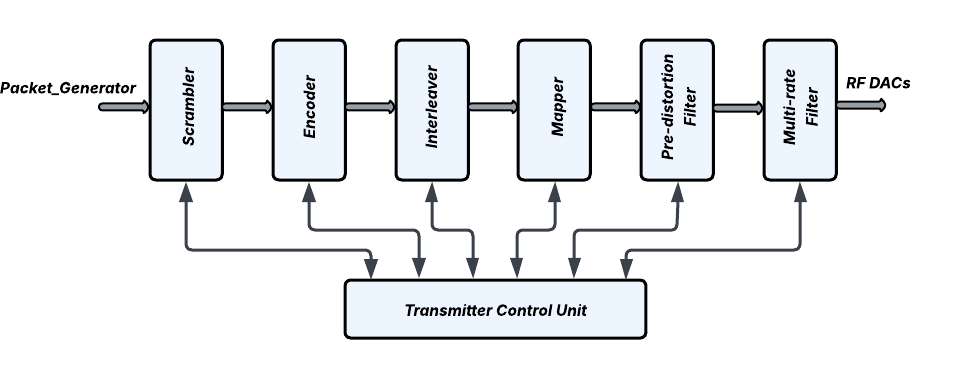 Packet_Generator
Scrambler
Encoder
Interleaver
Mapper
Pre-distortion
Filter
Multi-rate
Filter
RF DACs
Transmitter Control Unit